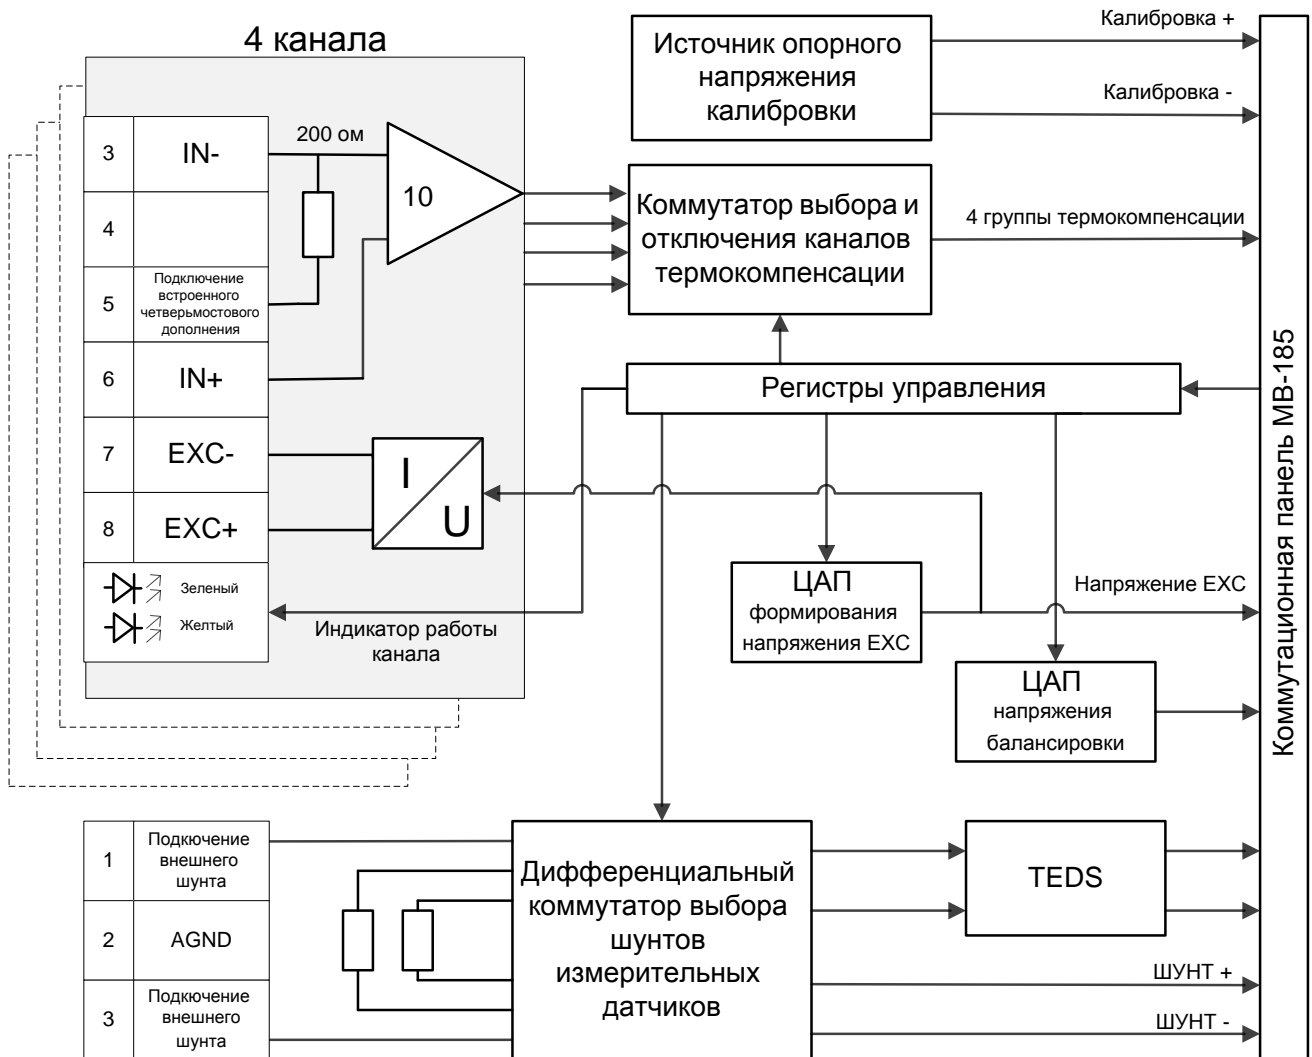 4 канала
3
IN-
4
5
Подключение
встроенного
четверьмостового
дополнения
6
IN+
7
EXC-
8
EXC+
Зеленый
Желтый
200 ом
10
I
U
Индикатор работы
канала
Источник опорного
напряжения
калибровки
Калибровка +
Калибровка -
Коммутатор выбора и
отключения каналов
термокомпенсации
4 группы термокомпенсации
Регистры управления
ЦАП
формирования
напряжения EXC
Напряжение EXC
ЦАП
напряжения
балансировки
Коммутационная панель МВ-185
1
Подкючение
внешнего
шунта
2
AGND
3
Подкючение
внешнего
шунта
Дифференциальный
коммутатор выбора
шунтов
измерительных
датчиков
TEDS
ШУНТ +
ШУНТ -